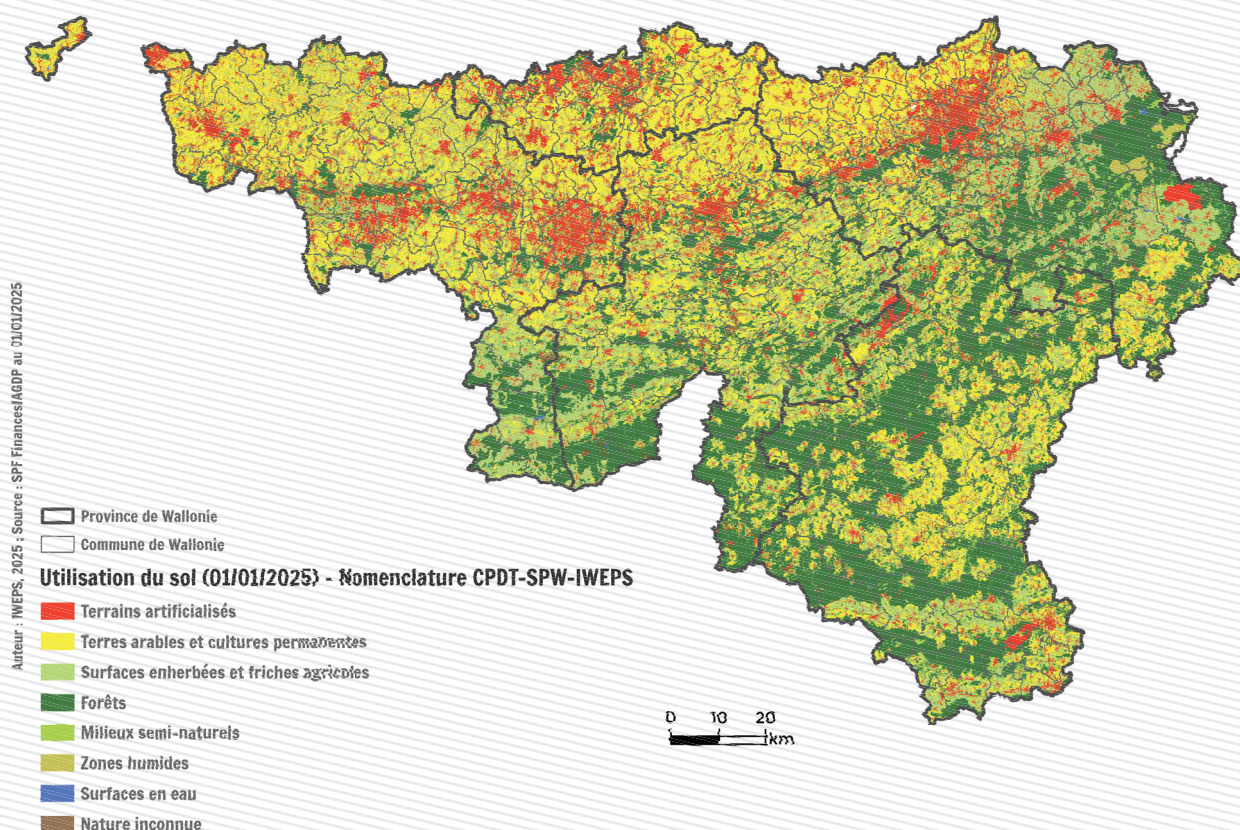 Auteur : IWEPS, 2025 ; Source : SPF Finances/AGDP au 01/01/2025
Province de Wallonie
Commune de Wallonie
Utilisation du sol (01/01/2025) - Nomenclature CPDT-SPW-IWEPS
Terrains artificialisés
Terres arables et cultures permanentes
Surfaces enherbées et friches agricoles
Forêts
Milieux semi-naturels
Zones humides
Surfaces en eau
Nature inconnue
0 10 20
km